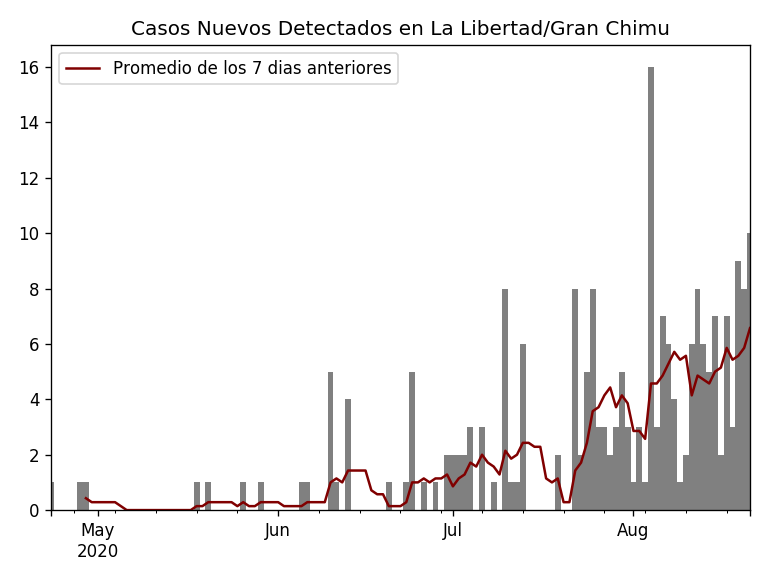 Casos Nuevos Detectados en La Libertad/Gran Chimu
Promedio de los 7 dias anteriores
16
14
12
10
8
6
4
2
0
May
2020
Jun
Jul
Aug